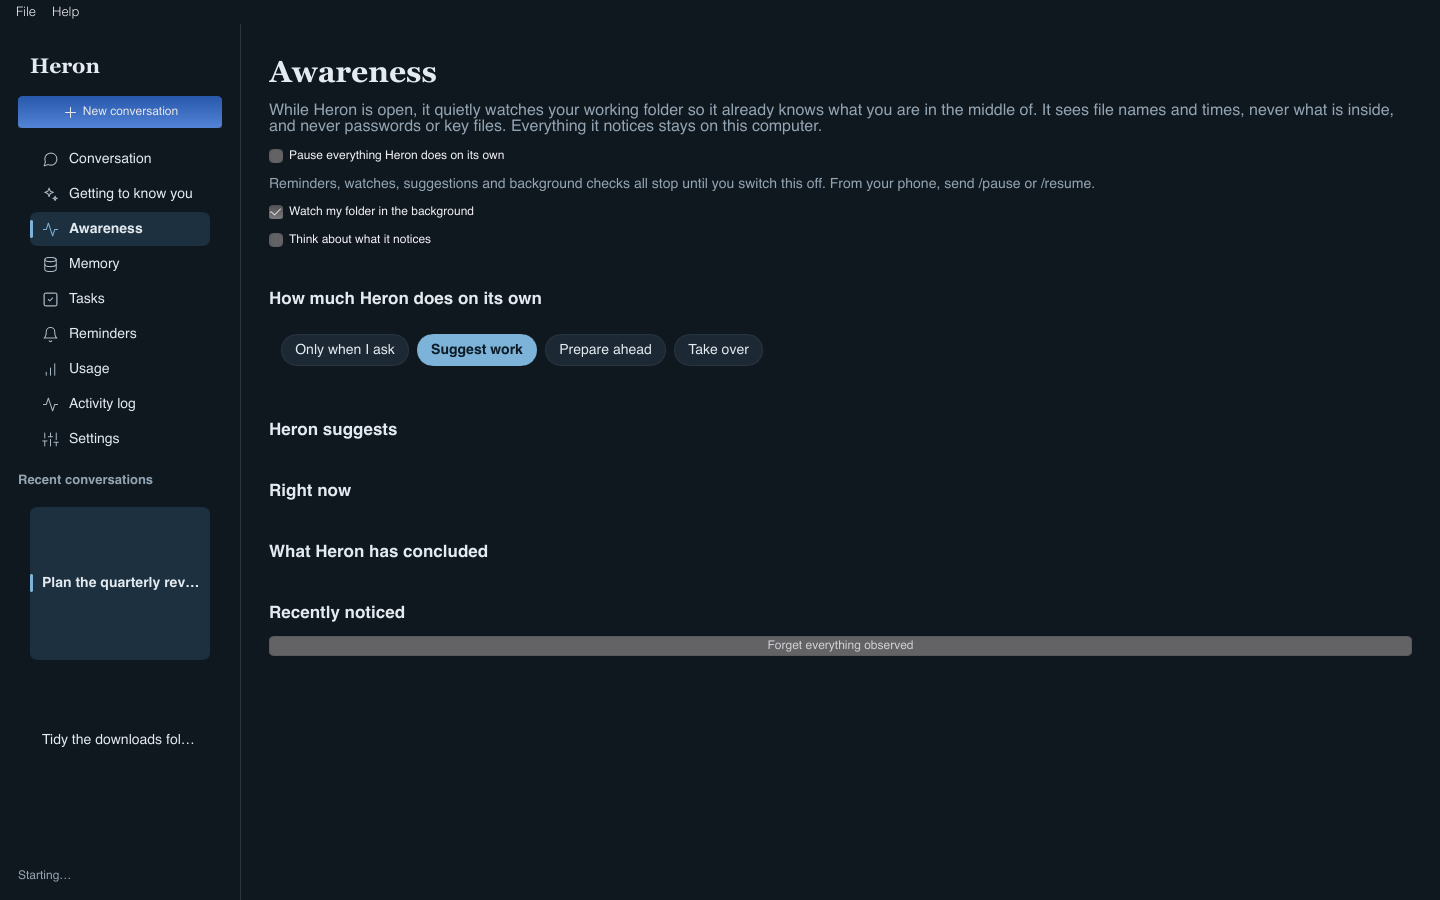 File Help
Heron
New conversation
Conversation
Getting to know you
Awareness
Memory
Tasks
Reminders
Usage
Activity log
Settings
Recent conversations
Plan the quarterly rev…
Tidy the downloads fol…
Starting…
Awareness
While Heron is open, it quietly watches your working folder so it already knows what you are in the middle of. It sees file names and times, never what is inside,
and never passwords or key files. Everything it notices stays on this computer.
Pause everything Heron does on its own
Reminders, watches, suggestions and background checks all stop until you switch this off. From your phone, send /pause or /resume.
Watch my folder in the background
Think about what it notices
How much Heron does on its own
Only when I ask Suggest work Prepare ahead Take over
Heron suggests
Right now
What Heron has concluded
Recently noticed
Forget everything observed